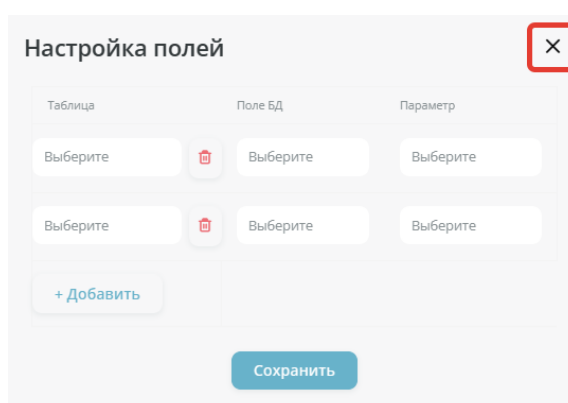 Настройка полей
Таблица Поле БД Параметр
Выберите Выберите Выберите
Выберите Выберите Выберите
+ Добавить
Сохранить